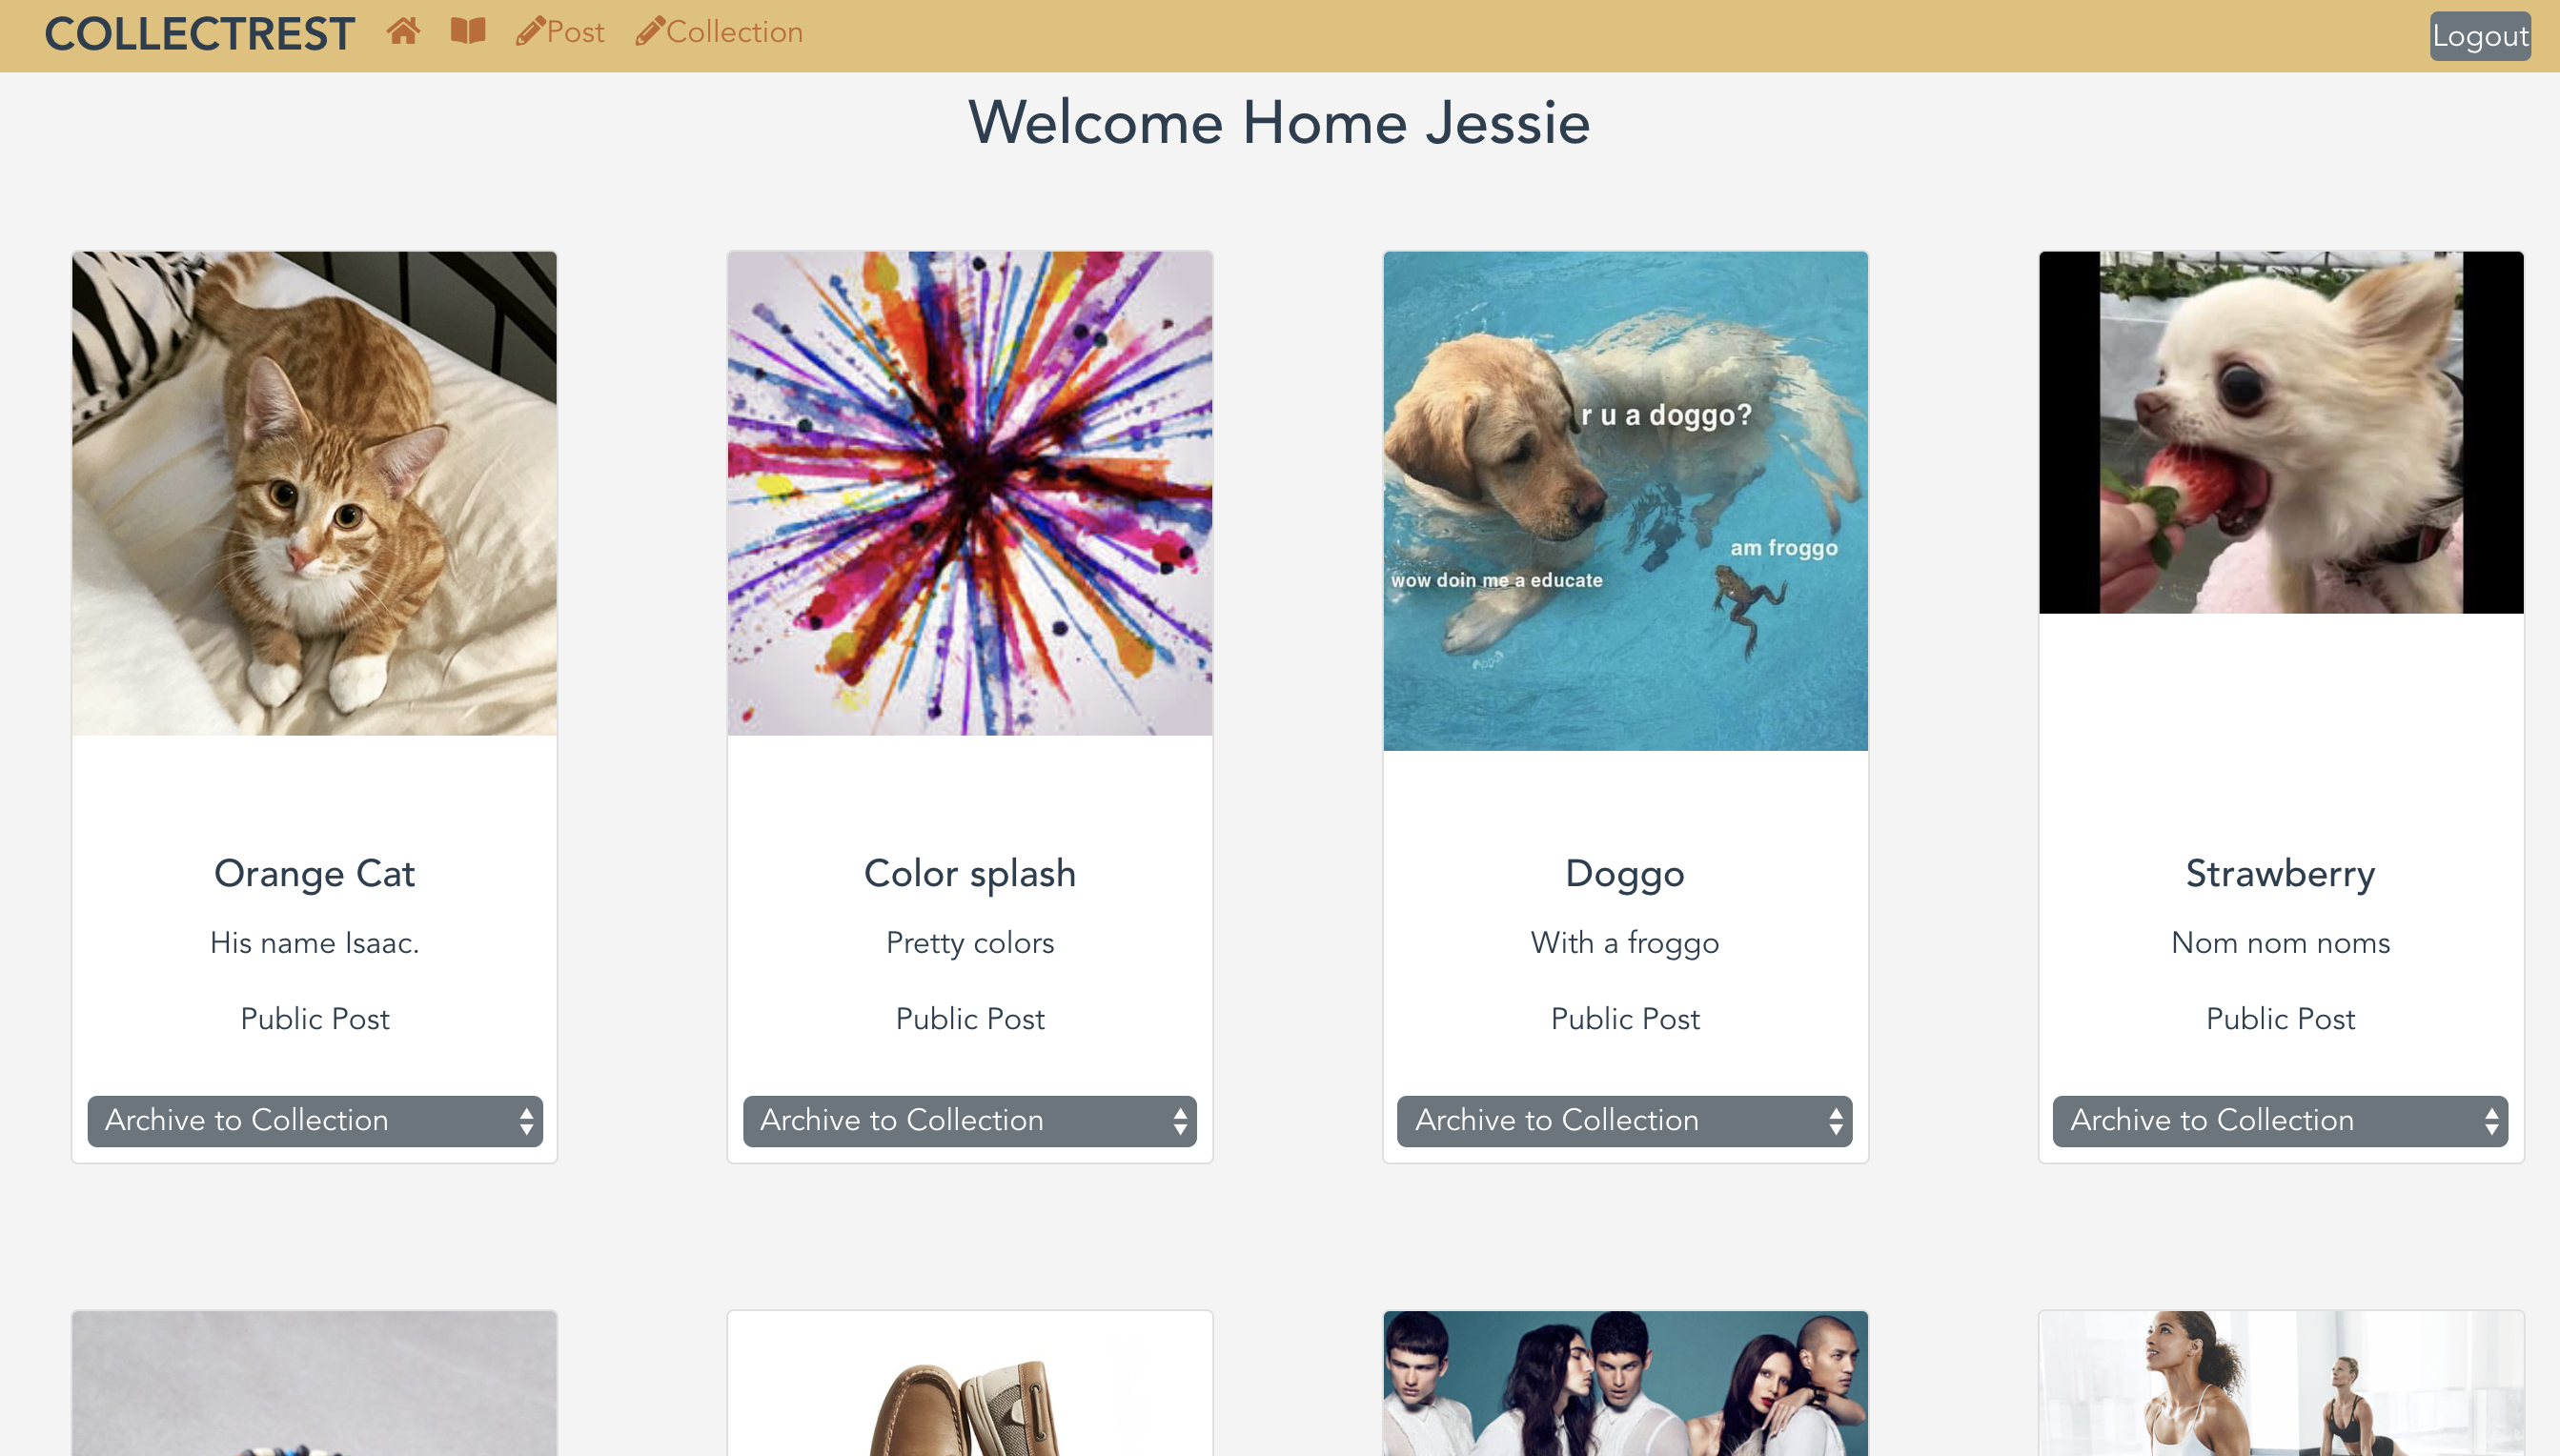 COLLECTREST Post Collection Logout
Welcome Home Jessie
r u a doggo?
am froggo
wow doin me a educate
Orange Cat
His name Isaac.
Public Post
Archive to Collection
Color splash
Pretty colors
Public Post
Archive to Collection
Doggo
With a froggo
Public Post
Archive to Collection
Strawberry
Nom nom noms
Public Post
Archive to Collection